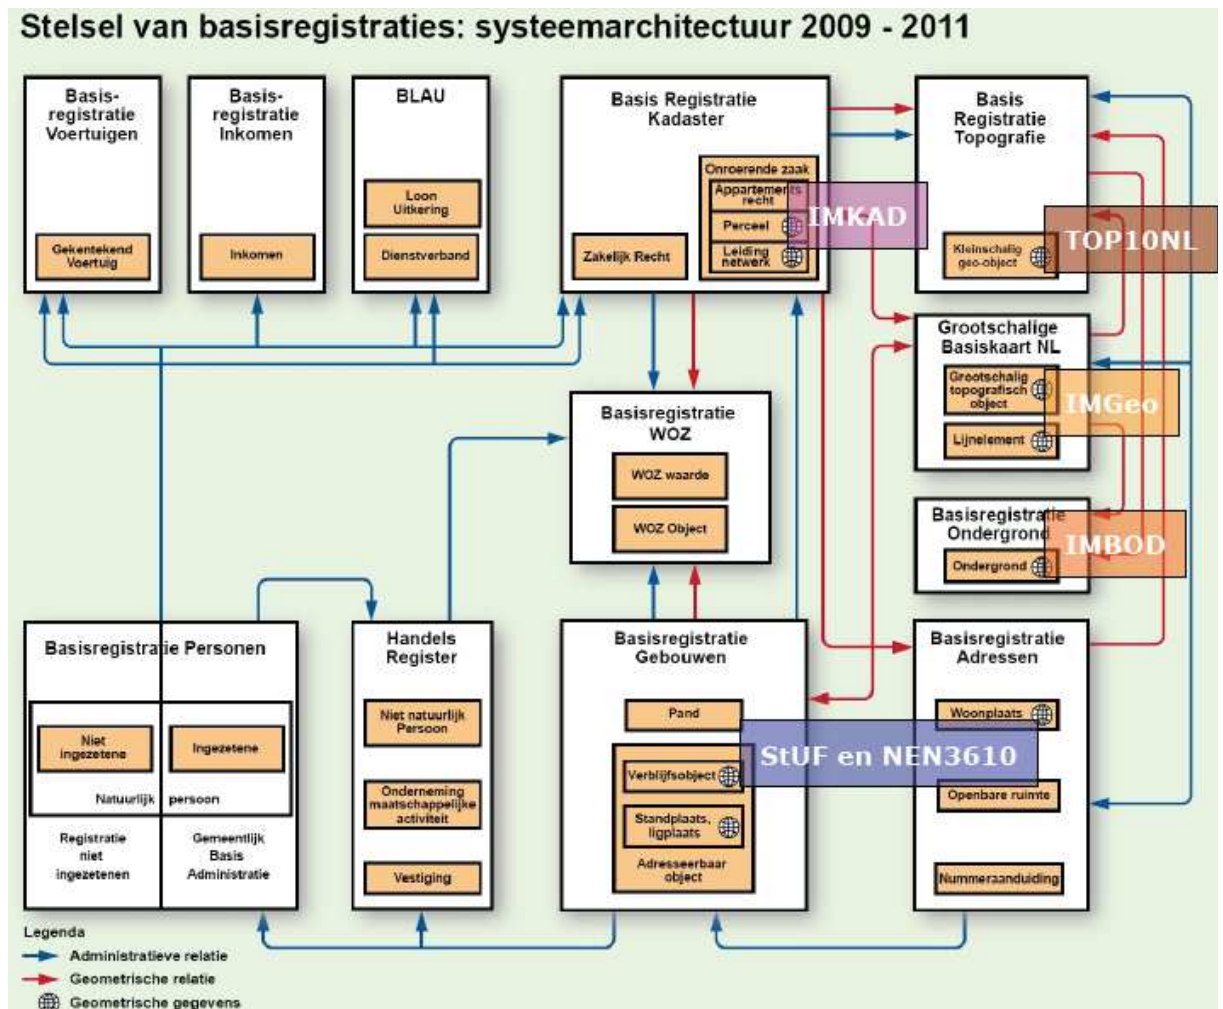 Stelsel van basisregistraties: systeemarchitectuur 2009 - 2011
Basis-
registratie
Voertuigen
Gekentekend
Voertuig
Basis-
registratie
Inkomen
Inkomen
BLAU
Loon
Uitkering
Dienstverband
Basis Registratie
Kadaster
Zakelijk Recht
Onroerende zaak
Appartements
recht
Perceel
Leiding
netwerk
IMKAD
Basis
Registratie
Topografie
Kleinschalig
geo-object
TOP10NL
Grootschalige
Basiskaart NL
Grootschalig
topografisch
object
Lijnelement
IMGeo
Basisregistratie
WOZ
WOZ waarde
WOZ Object
Basisregistratie
Ondergrond
Ondergrond
IMBOD
Basisregistratie Personen
Niet
ingezetene
Ingezetene
Natuurlijk persoon
Registratie
niet
ingezetenen
Gemeentlijk
Basis
Administratie
Handels
Register
Niet natuurlijk
Persoon
Onderneming
maatschappelijke
activiteit
Vestiging
Basisregistratie
Gebouwen
Pand
Verblijfsobject
Standplaats,
ligplaats
Adresseerbaar
object
StUF en NEN3610
Basisregistratie
Adressen
Woonplaats
Openbare ruimte
Nummeraanduiding
Legenda
Administratieve relatie
Geometrische relatie
Geometrische gegevens